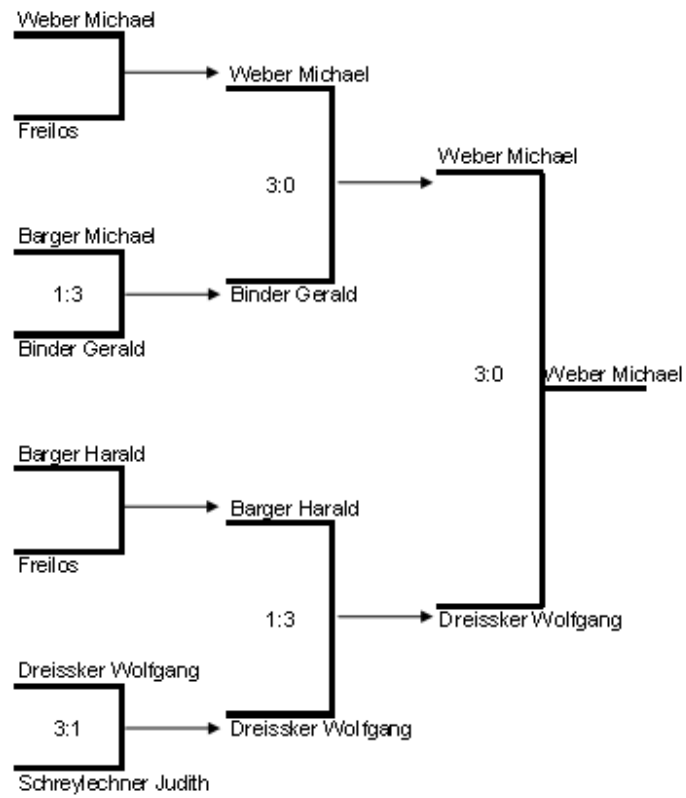 Weber Michael
Freilos
Barger Michael
1:3
Binder Gerald
Barger Harald
Freilos
Dreissker Wolfgang
3:1
Schreylechner Judith
Weber Michael
3:0
Binder Gerald
Barger Harald
1:3
Dreissker Wolfgang
Weber Michael
3:0
Dreissker Wolfgang
Weber Michael